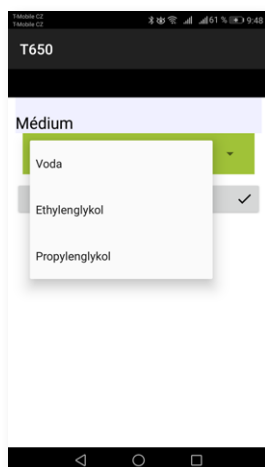 T-Mobile CZ
T-Mobile CZ
61 % 9:48
T650
Médium
Voda
Ethylenglykol
Propylenglykol